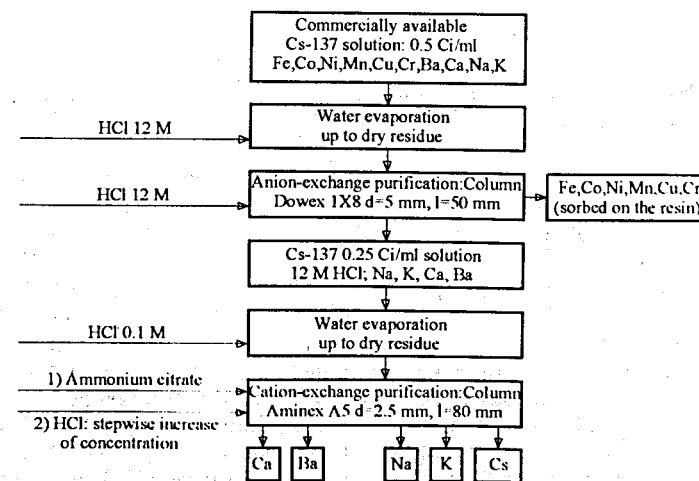 Commercially available
Cs-137 solution: 0.5 Ci/ml
Fe,Co,Ni,Mn,Cu,Cr,Ba,Ca,Na,K
HCl 12 M
Water evaporation
up to dry residue
HCl 12 M
Anion-exchange purification:Column
Dowex 1X8 d=5 mm, l=50 mm
Fe,Co,Ni,Mn,Cu,Cr
(sorbed on the resin)
Cs-137 0.25 Ci/ml solution
12 M HCl; Na, K, Ca, Ba
HCl 0.1 M
Water evaporation
up to dry residue
1) Ammonium citrate
2) HCl: stepwise increase
of concentration
Cation-exchange purification:Column
Aminex A5 d=2.5 mm, l=80 mm
Ca Ba Na K Cs